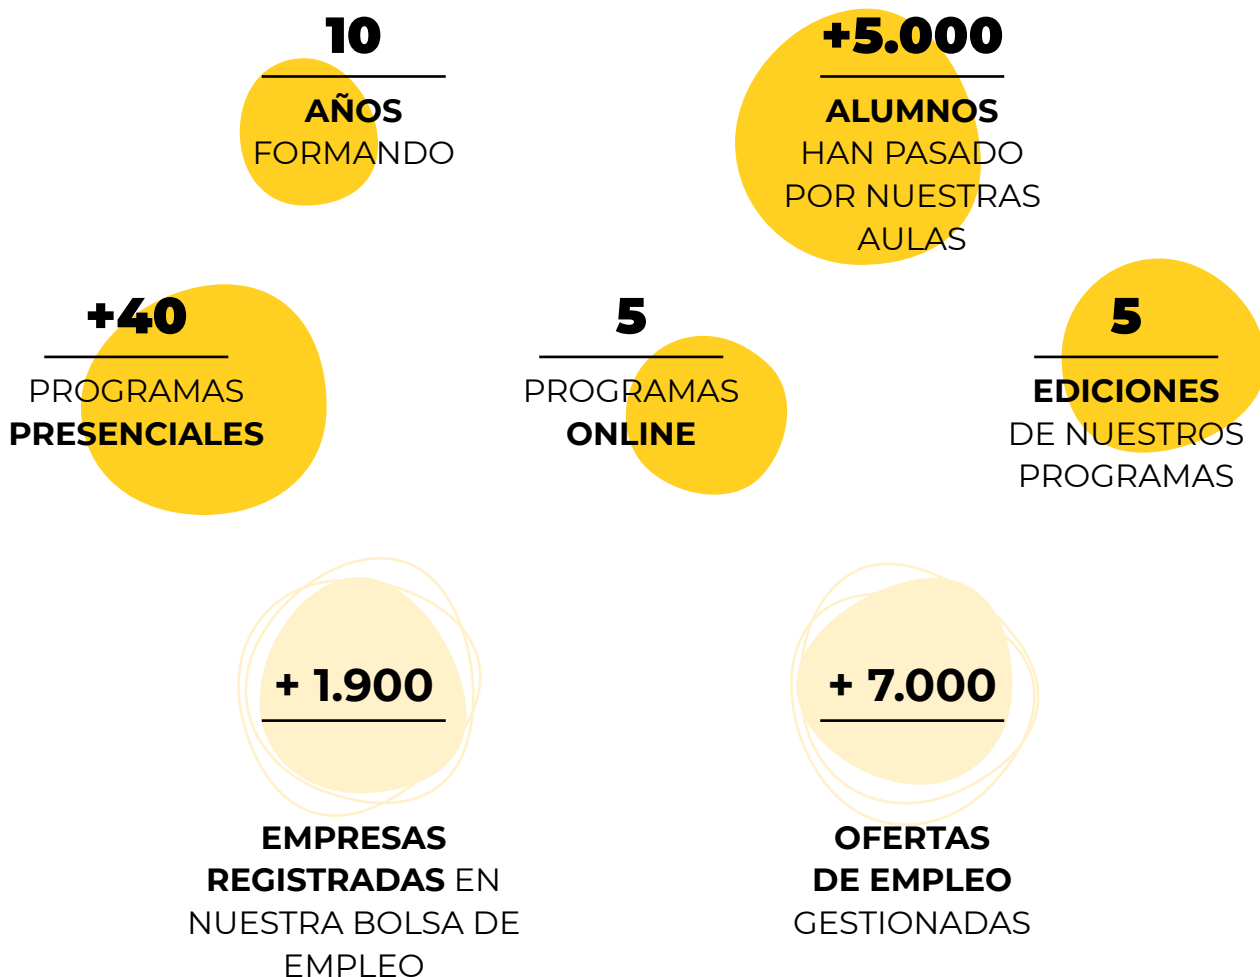 10
AÑOS
FORMANDO
+5.000
ALUMNOS
HAN PASADO
POR NUESTRAS
AULAS
+40
PROGRAMAS
PRESENCIALES
5
PROGRAMAS
ONLINE
5
EDICIONES
DE NUESTROS
PROGRAMAS
+ 1.900
EMPRESAS
REGISTRADAS EN
NUESTRA BOLSA DE
EMPLEO
+ 7.000
OFERTAS
DE EMPLEO
GESTIONADAS